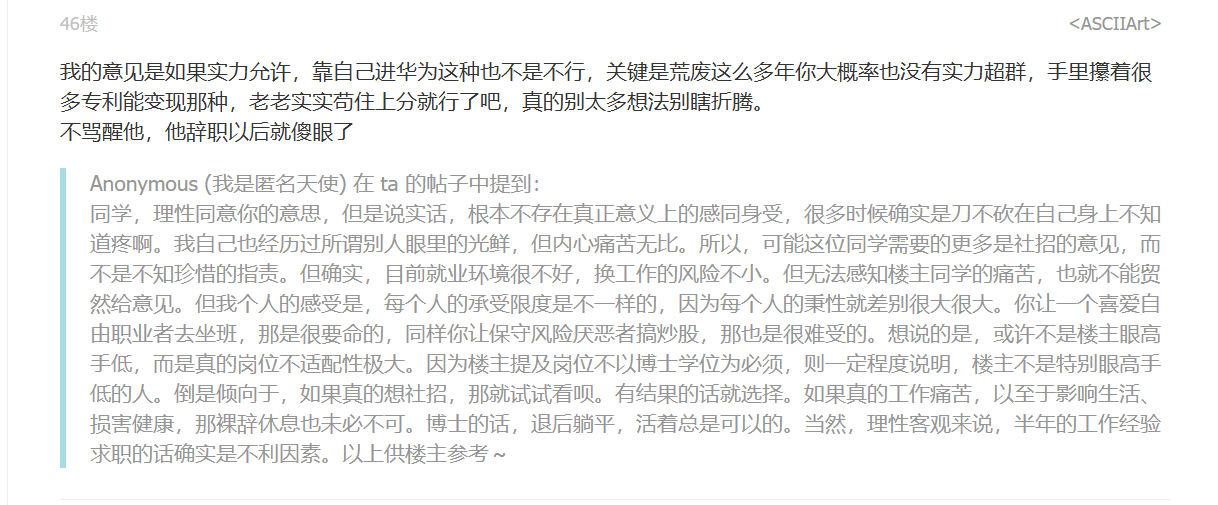 46楼
<ASCIIArt>
我的意见是如果实力允许，靠自己进华为这种也不是不行，关键是荒废这么多年你大概率也没有实力超群，手里攥着很
多专利能变现那种，老老实实苟住上分就行了吧，真的别太多想法别瞎折腾。
不骂醒他，他辞职以后就傻眼了
Anonymous (我是匿名天使) 在 ta 的帖子中提到：
同学，理性同意你的意思，但是说实话，根本不存在真正意义上的感同身受，很多时候确实是刀不砍在自己身上不知
道疼啊。我自己也经历过所谓别人眼里的光鲜，但内心痛苦无比。所以，可能这位同学需要的更多是社招的意见，而
不是不知珍惜的指责。但确实，目前就业环境很不好，换工作的风险不小。但无法感知楼主同学的痛苦，也就不能贸
然给意见。但我个人的感受是，每个人的承受限度是不一样的，因为每个人的秉性就差别很大很大。你让一个喜爱自
由职业者去坐班，那是很要命的，同样你让保守风险厌恶者搞炒股，那也是很难受的。想说的是，或许不是楼主眼高
手低，而是真的岗位不适配性极大。因为楼主提及岗位不以博士学位为必须，则一定程度说明，楼主不是特别眼高手
低的人。倒是倾向于，如果真的想社招，那就试试看呗。有结果的话就选择。如果真的工作痛苦，以至于影响生活、
损害健康，那裸辞休息也未必不可。博士的话，退后躺平，活着总是可以的。当然，理性客观来说，半年的工作经验
求职的话确实是不利因素。以上供楼主参考～